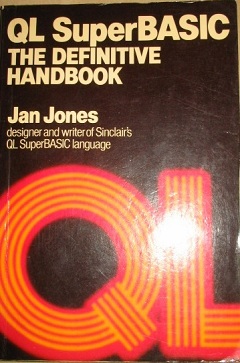 QL SuperBASIC
THE DEFINITIVE
HANDBOOK
Jan Jones
designer and writer of Sinclair's
QL SuperBASIC language
QL